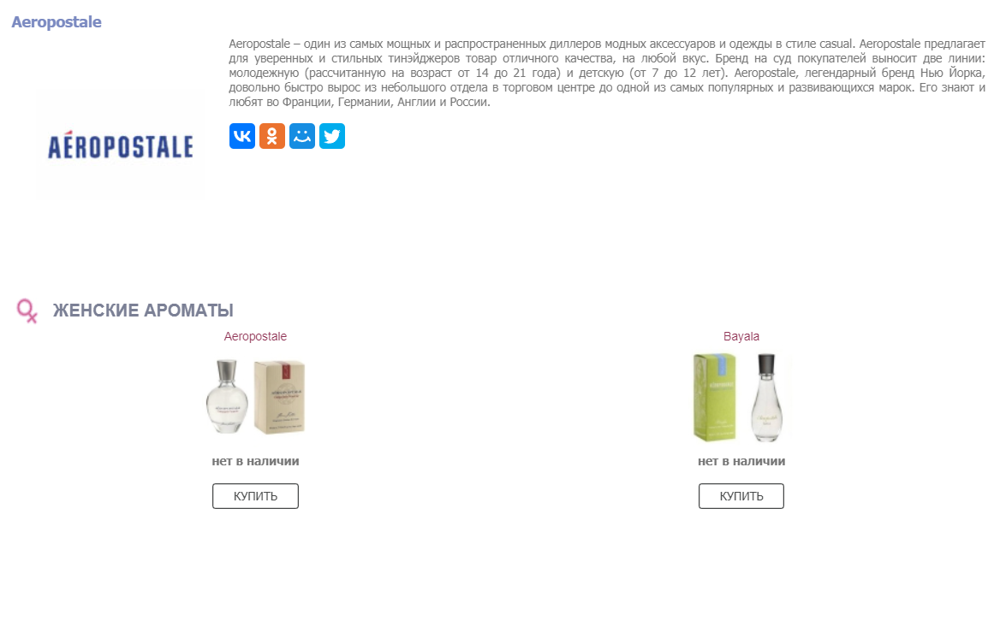 Aeropostale
Aeropostale – один из самых мощных и распространенных диллеров модных аксессуаров и одежды в стиле casual. Aeropostale предлагает
для уверенных и стильных тинэйджеров товар отличного качества, на любой вкус. Бренд на суд покупателей выносит две линии:
молодежную (рассчитанную на возраст от 14 до 21 года) и детскую (от 7 до 12 лет). Aeropostale, легендарный бренд Нью Йорка,
довольно быстро вырос из небольшого отдела в торговом центре до одной из самых популярных и развивающихся марок. Его знают и
любят во Франции, Германии, Англии и России.
AÉROPOSTALE
ЖЕНСКИЕ АРОМАТЫ
Aeropostale
Bayala
нет в наличии
нет в наличии
КУПИТЬ
КУПИТЬ